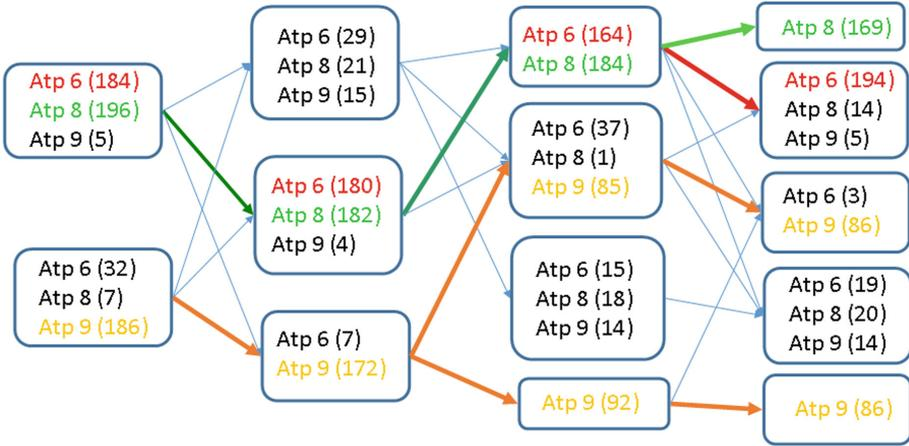 Atp 6 (184)
Atp 8 (196)
Atp 9 (5)
Atp 6 (32)
Atp 8 (7)
Atp 9 (186)
Atp 6 (29)
Atp 8 (21)
Atp 9 (15)
Atp 6 (180)
Atp 8 (182)
Atp 9 (4)
Atp 6 (7)
Atp 9 (172)
Atp 6 (164)
Atp 8 (184)
Atp 6 (37)
Atp 8 (1)
Atp 9 (85)
Atp 6 (15)
Atp 8 (18)
Atp 9 (14)
Atp 9 (92)
Atp 8 (169)
Atp 6 (194)
Atp 8 (14)
Atp 9 (5)
Atp 6 (3)
Atp 9 (86)
Atp 6 (19)
Atp 8 (20)
Atp 9 (14)
Atp 9 (86)